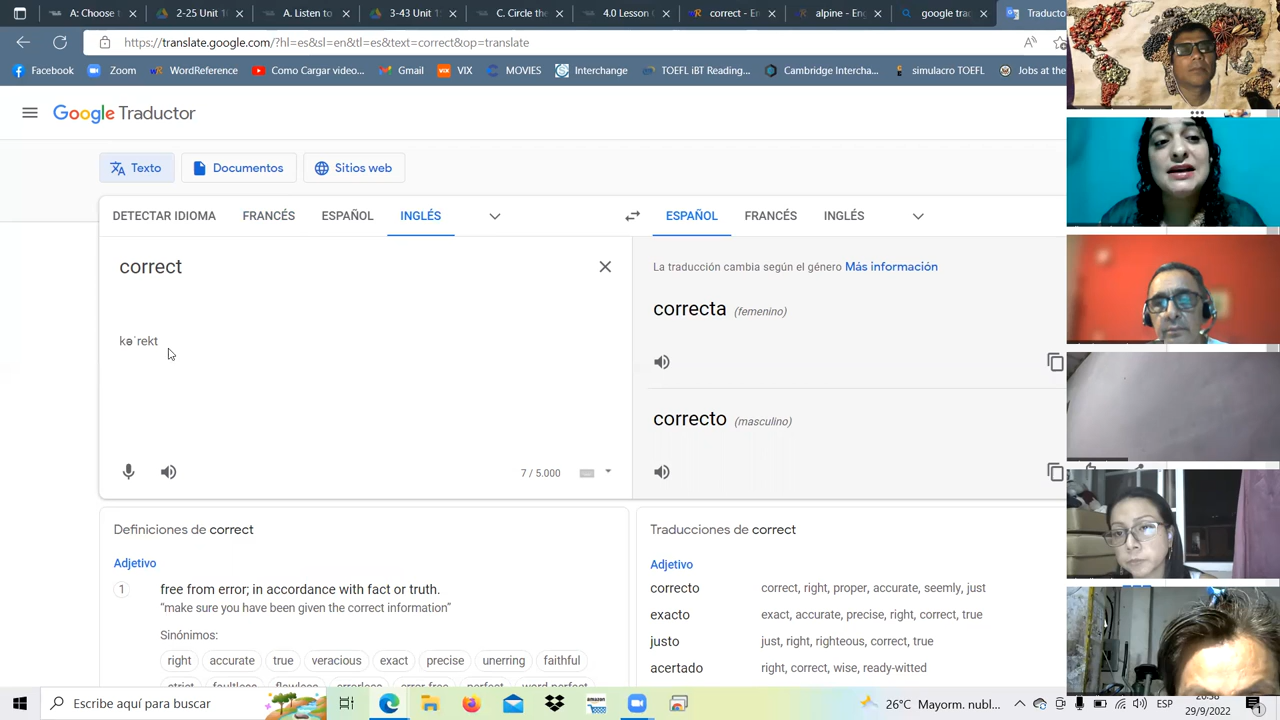 A: Choose
2-25 Unit 1
A. Listen to
3-43 Unit 1
C. Circle th
4.0 Lesson
correct - En
alpine - Eng
google tra
Traducto
https://translate.google.com/?hl=es&sl=en&tl=es&text=correct&op=translate
Facebook
Zoom
WordReference
Como Cargar video...
Gmail
VIX
MOVIES
Interchange
TOEFL iBT Reading...
Cambridge Intercha...
simulacro TOEFL
Jobs at the
Google Traductor
Texto
Documentos
Sitios web
DETECTAR IDIOMA
FRANCÉS
ESPAÑOL
INGLÉS
ESPAÑOL
FRANCÉS
INGLÉS
correct
La traducción cambia según el género Más información
correcta (femenino)
kəˈrekt
correcto (masculino)
7 / 5.000
Definiciones de correct
Traducciones de correct
Adjetivo
Adjetivo
1
free from error; in accordance with fact or truth.
"make sure you have been given the correct information"
Sinónimos:
right
accurate
true
veracious
exact
precise
unerring
faithful
correcto
correct, right, proper, accurate, seemly, just
exacto
exact, accurate, precise, right, correct, true
justo
just, right, righteous, correct, true
acertado
right, correct, wise, ready-witted
Escribe aquí para buscar
26°C Mayorm. nubl...
ESP
29/9/2022